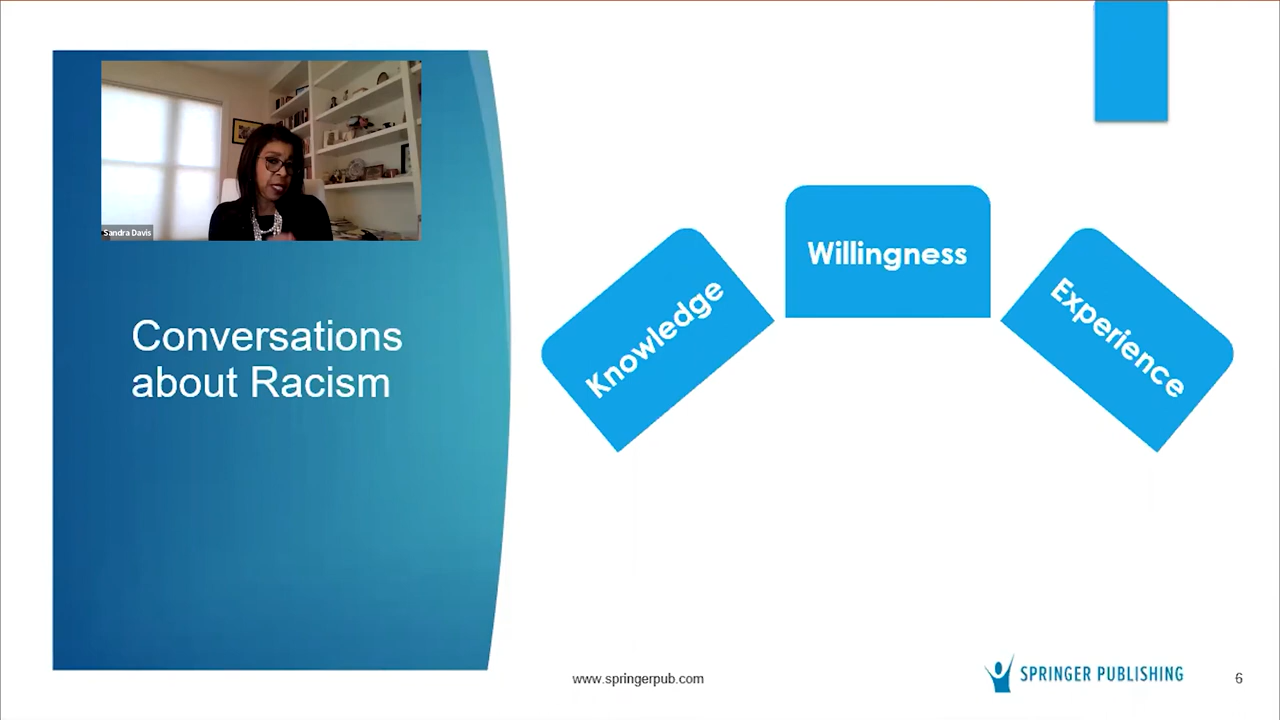 Sandra Davis
Conversations
about Racism
Knowledge
Willingness
Experience
www.springerpub.com
SPRINGER PUBLISHING
6